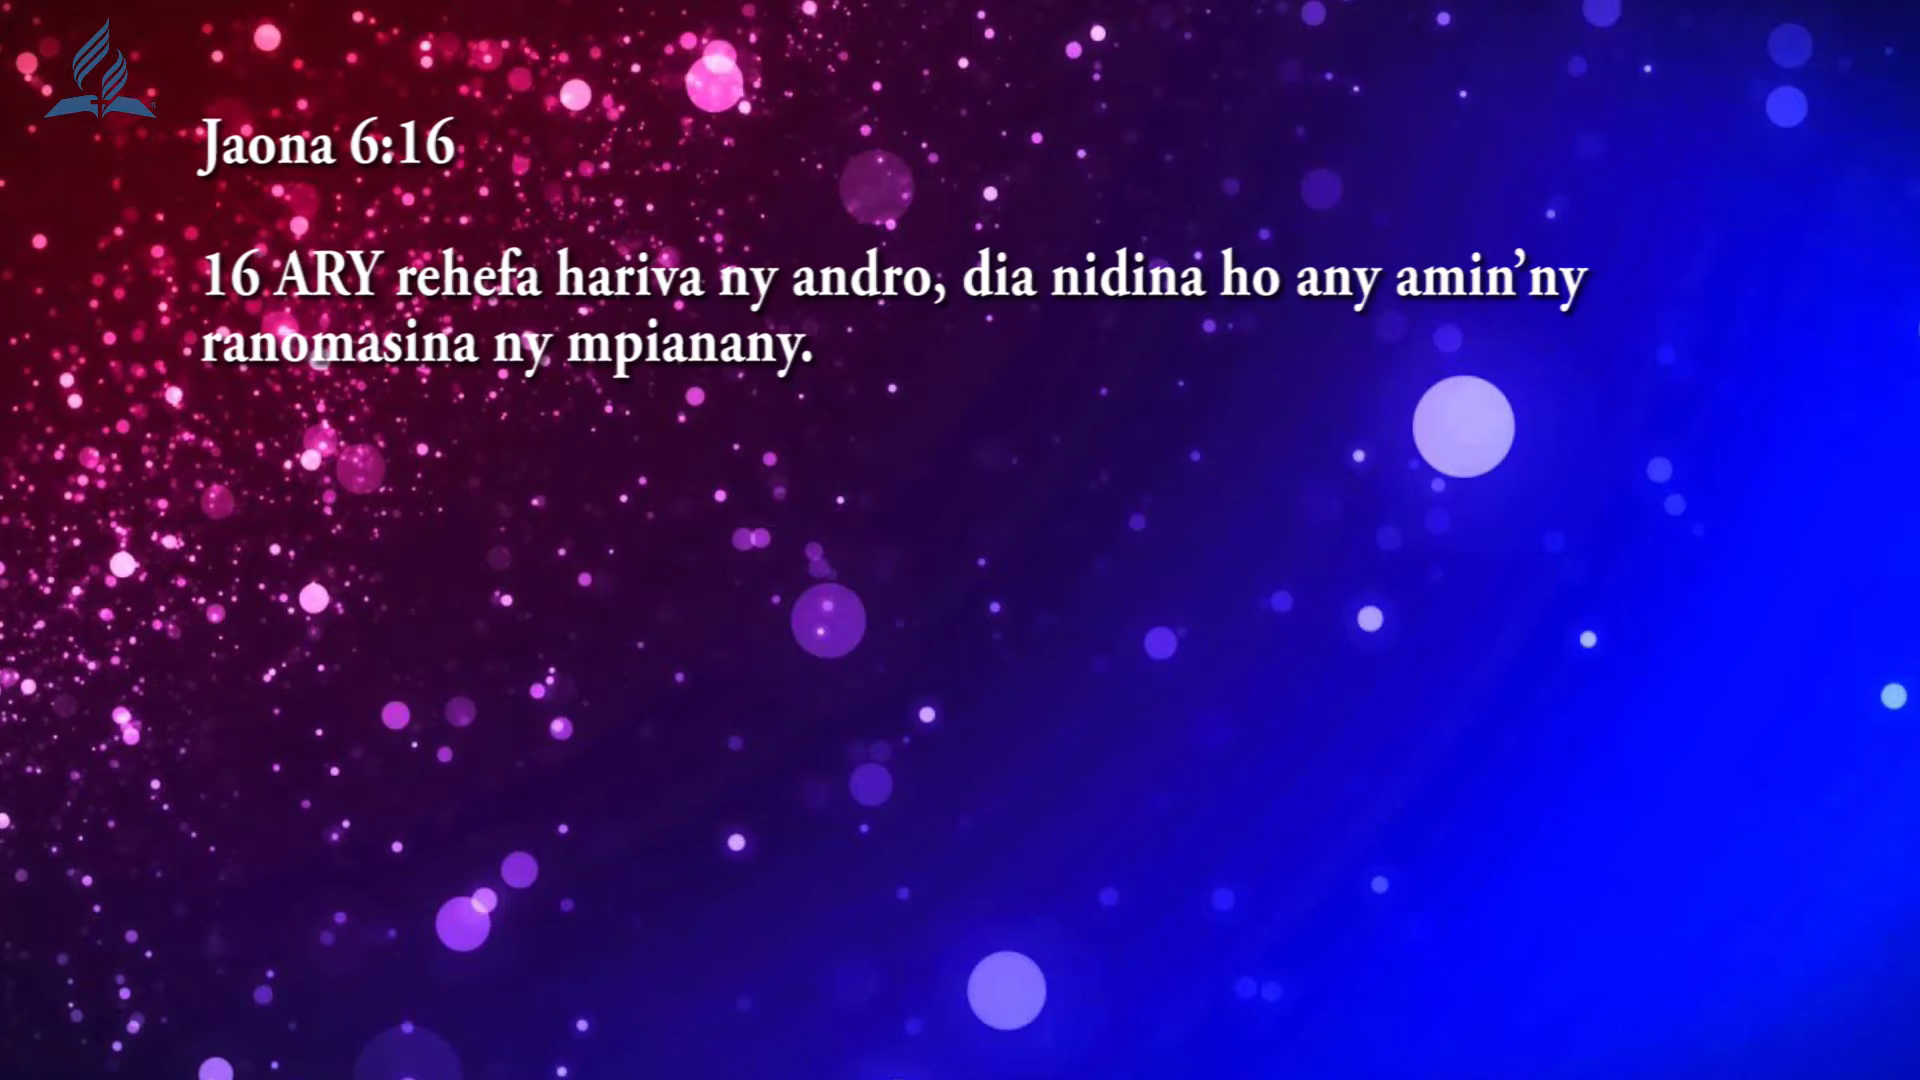 Jaona 6:16
16 ARY rehefa hariva ny andro, dia nidina ho any amin’ny
ranomasina ny mpianany.